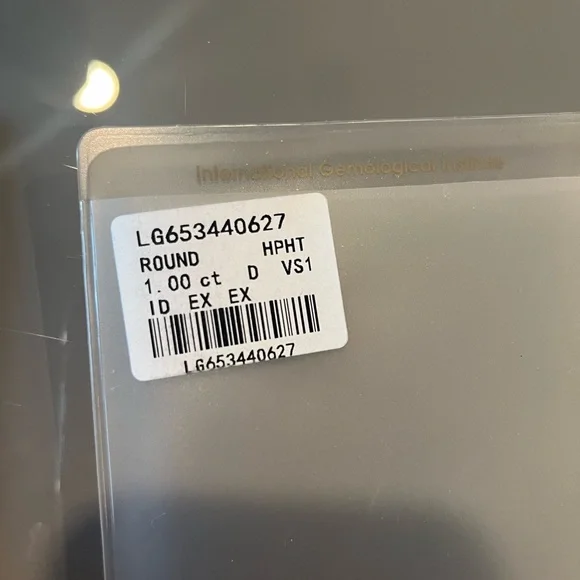 International Gemological Institute
LG653440627
ROUND HPHT
1.00 ct D VS1
ID EX EX
LG653440627